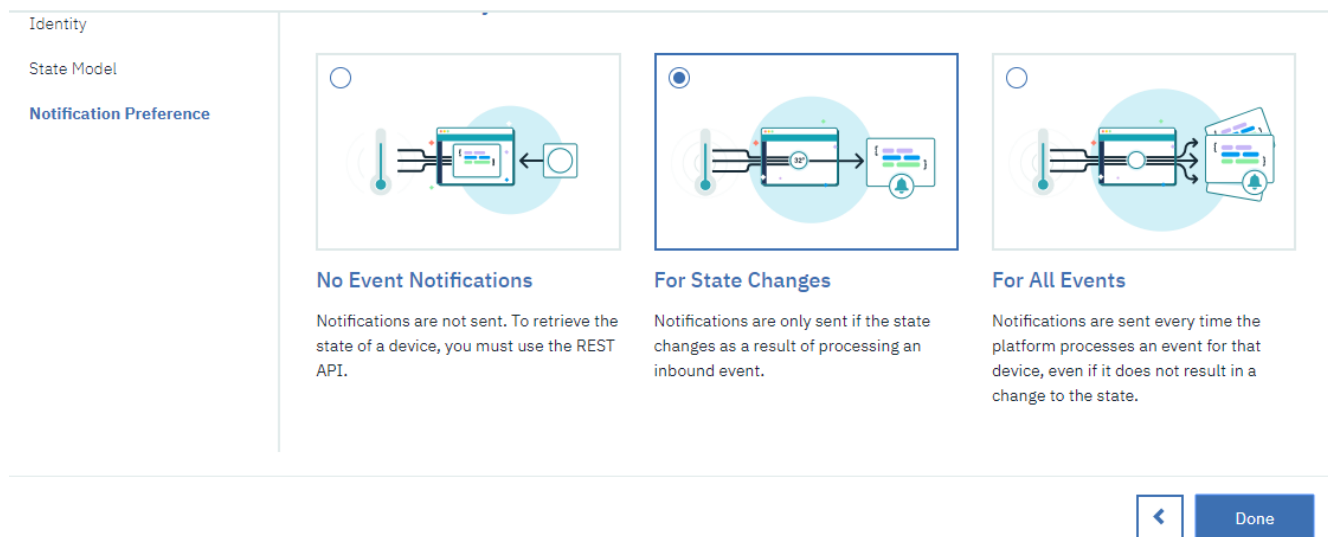 Identity
State Model
Notification Preference
32°
No Event Notifications
Notifications are not sent. To retrieve the
state of a device, you must use the REST
API.
For State Changes
Notifications are only sent if the state
changes as a result of processing an
inbound event.
For All Events
Notifications are sent every time the
platform processes an event for that
device, even if it does not result in a
change to the state.
Done